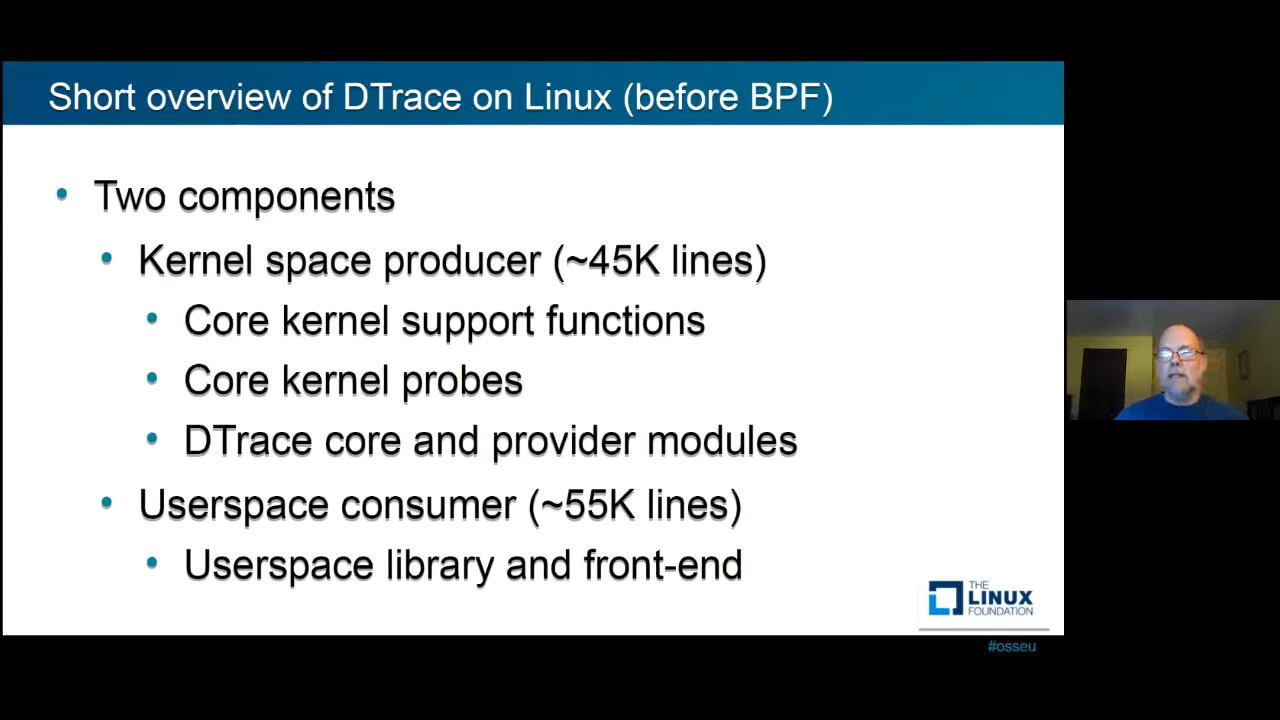 Short overview of DTrace on Linux (before BPF)
• Two components
• Kernel space producer (~45K lines)
• Core kernel support functions
• Core kernel probes
• DTrace core and provider modules
• Userspace consumer (~55K lines)
• Userspace library and front-end
THE
LINUX
FOUNDATION
#osseu